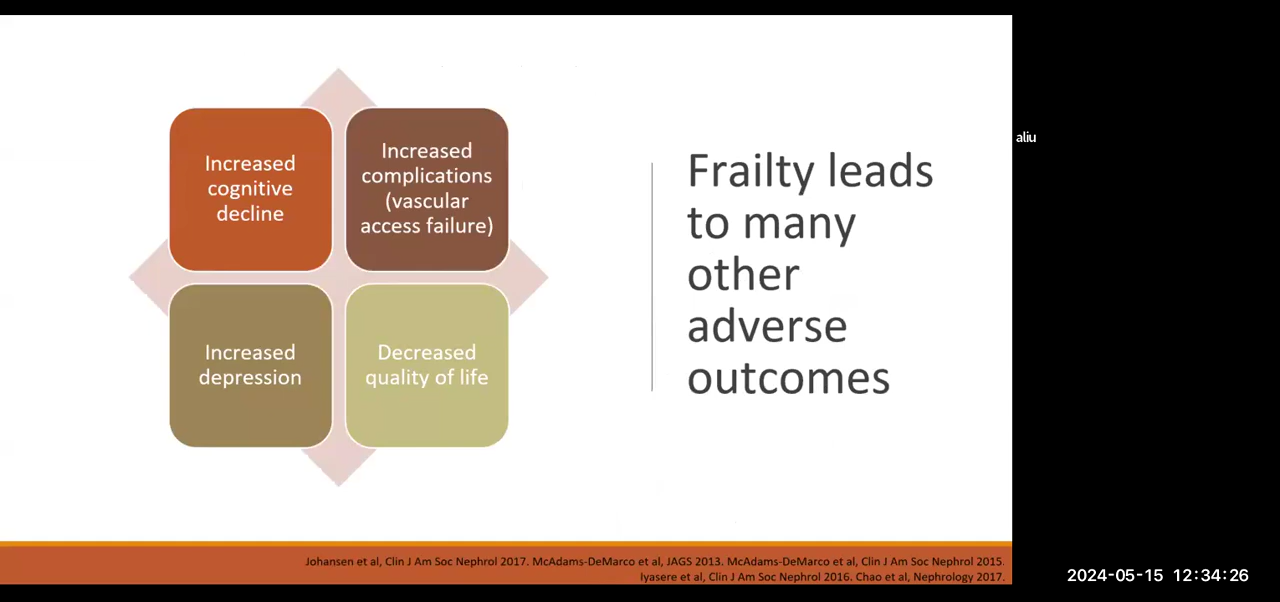 Increased
cognitive
decline
Increased
complications
(vascular
access failure)
Increased
depression
Decreased
quality of life
Frailty leads
to many
other
adverse
outcomes
aliu
Johansen et al, Clin J Am Soc Nephrol 2017. McAdams-DeMarco et al, JAGS 2013. McAdams-DeMarco et al, Clin J Am Soc Nephrol 2015.
Iyasere et al, Clin J Am Soc Nephrol 2016. Chao et al, Nephrology 2017.
2024-05-15 12:34:26